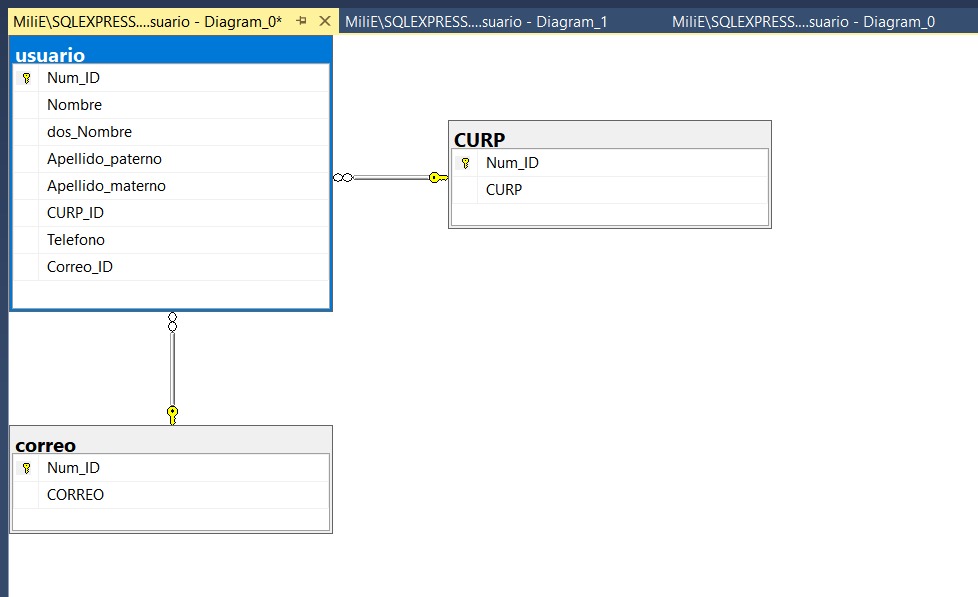 MiliE\SQLEXPRESS....suario - Diagram_0*
MiliE\SQLEXPRESS....suario - Diagram_1
MiliE\SQLEXPRESS....suario - Diagram_0
usuario
Num_ID
Nombre
dos_Nombre
Apellido_paterno
Apellido_materno
CURP_ID
Telefono
Correo_ID
CURP
Num_ID
CURP
correo
Num_ID
CORREO